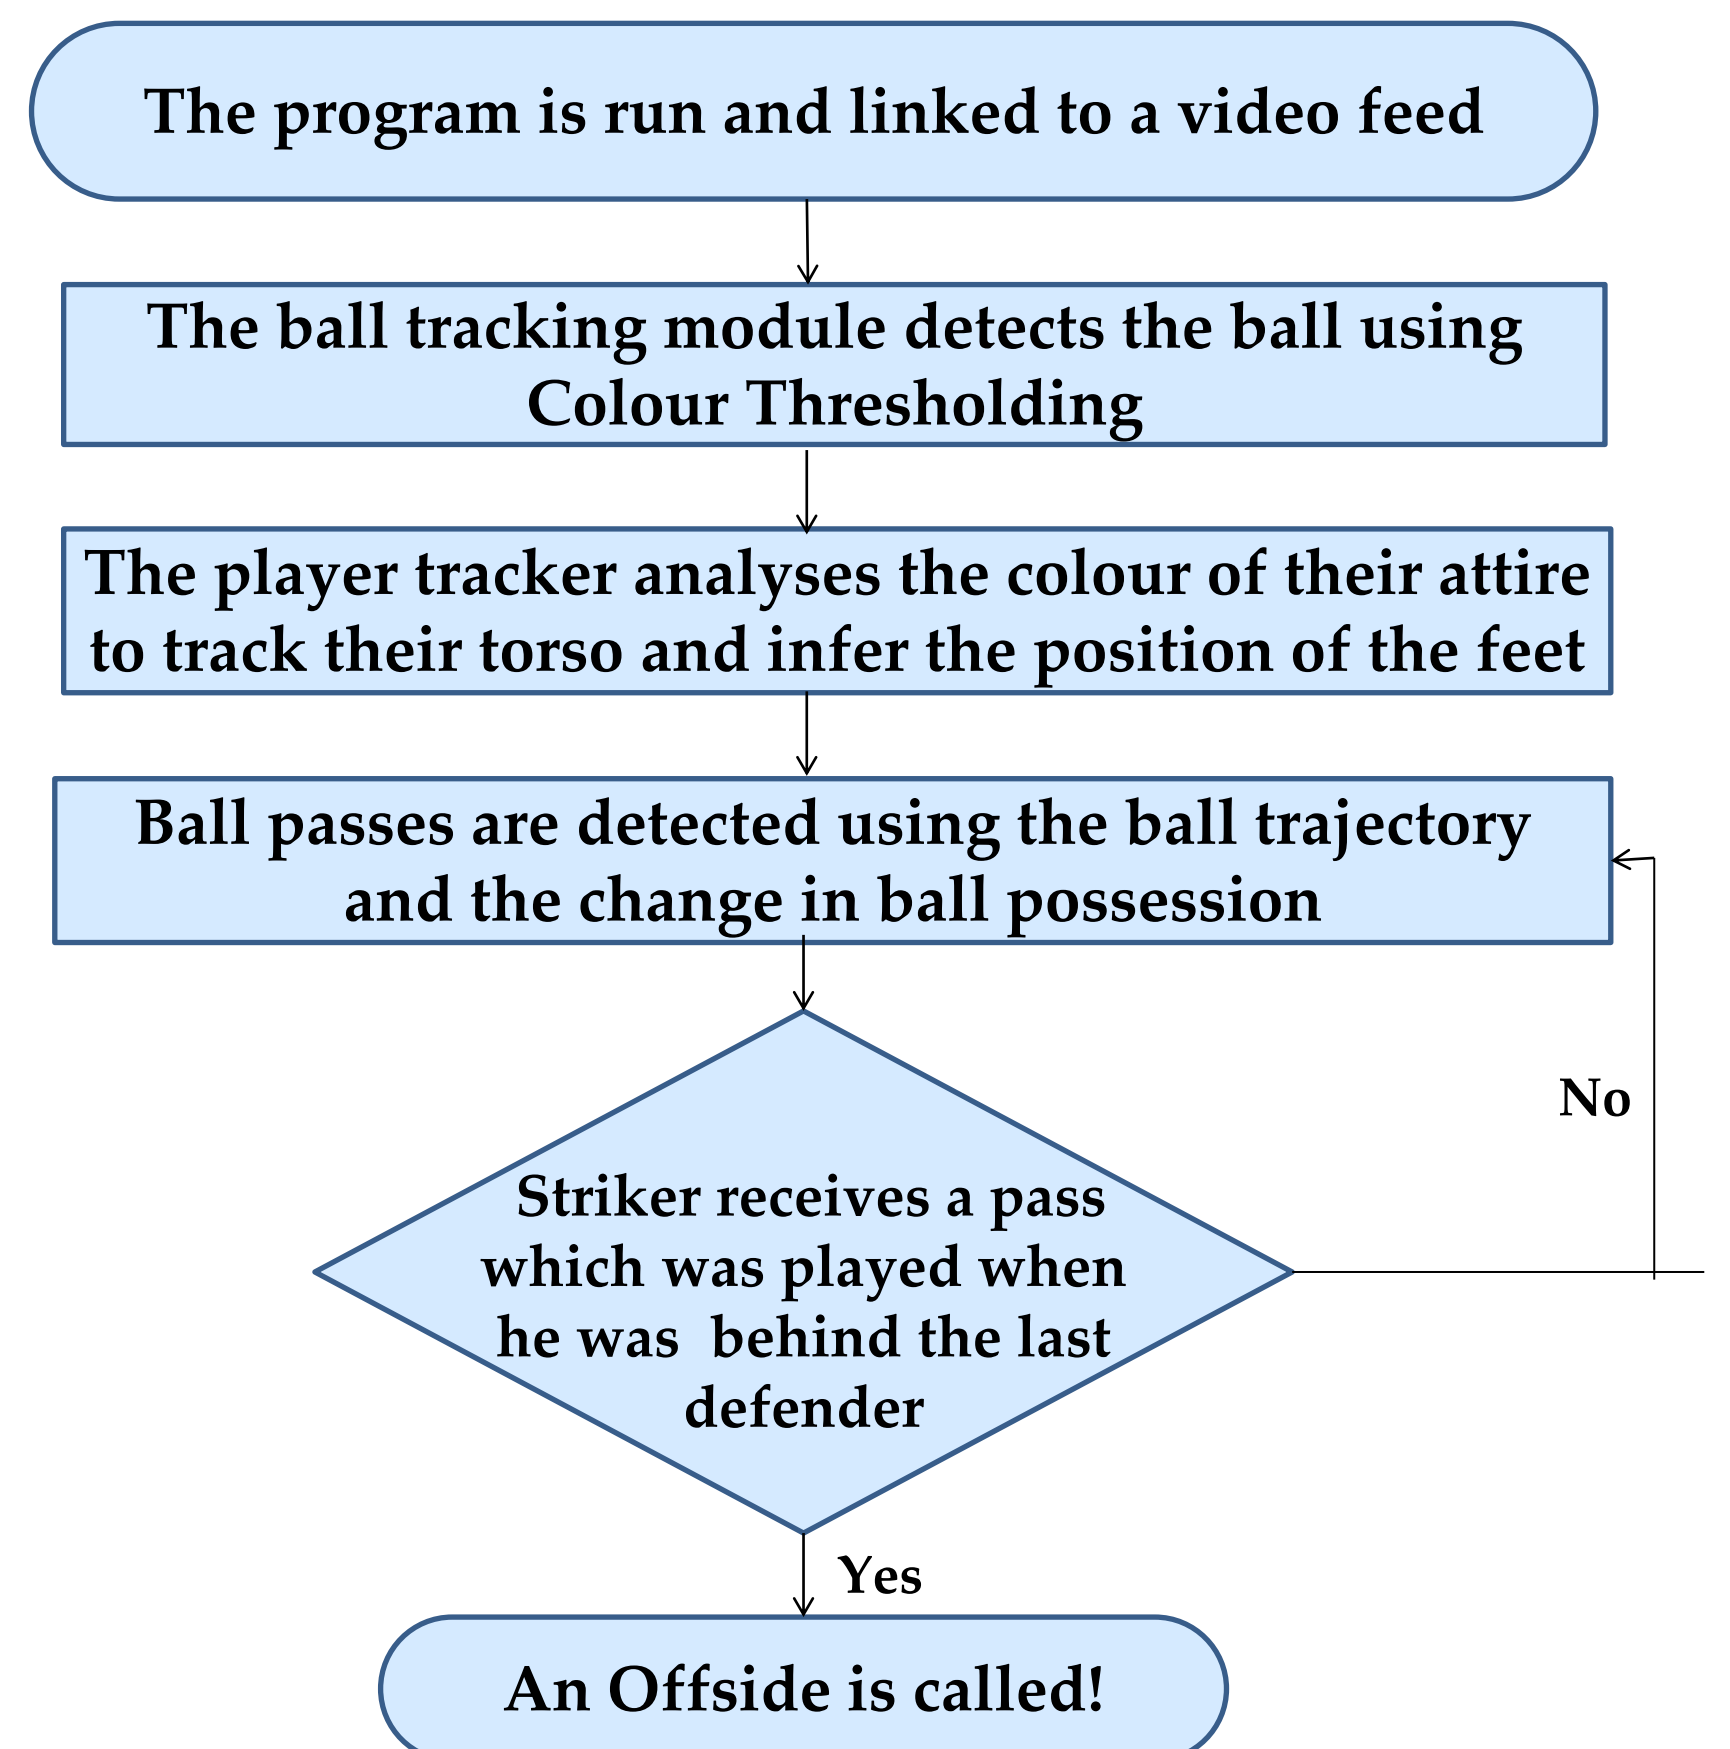 The program is run and linked to a video feed
The ball tracking module detects the ball using
Colour Thresholding
The player tracker analyses the colour of their attire
to track their torso and infer the position of the feet
Ball passes are detected using the ball trajectory
and the change in ball possession
No
Striker receives a pass
which was played when
he was behind the last
defender
Yes
An Offside is called!